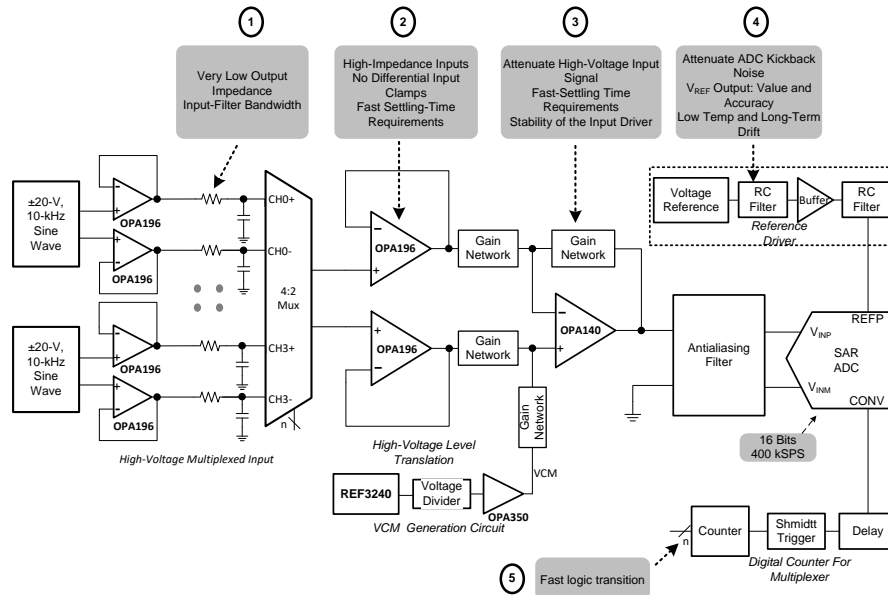 1
2
3
4
Very Low Output
Impedance
Input-Filter Bandwidth
High-Impedance Inputs
No Differential Input
Clamps
Fast Settling-Time
Requirements
Attenuate High-Voltage Input
Signal
Fast-Settling Time
Requirements
Stability of the Input Driver
Attenuate ADC Kickback
Noise
VREF Output: Value and
Accuracy
Low Temp and Long-Term
Drift
±20-V,
10-kHz
Sine
Wave
OPA196
OPA196
CH0+
CH0-
4:2
Mux
CH3+
CH3-
n
±20-V,
10-kHz
Sine
Wave
OPA196
OPA196
High-Voltage Multiplexed Input
OPA196
OPA196
Gain
Network
Gain
Network
Gain
Network
Gain
Network
OPA140
High-Voltage Level
Translation
VCM
REF3240
Voltage
Divider
OPA350
VCM Generation Circuit
Voltage
Reference
RC
Filter
Buffer
RC
Filter
Reference
Driver
Antialiasing
Filter
REFP
VINP
SAR
ADC
VINM
CONV
16 Bits
400 kSPS
n
Counter
Shmidtt
Trigger
Delay
Digital Counter For
Multiplexer
5
Fast logic transition